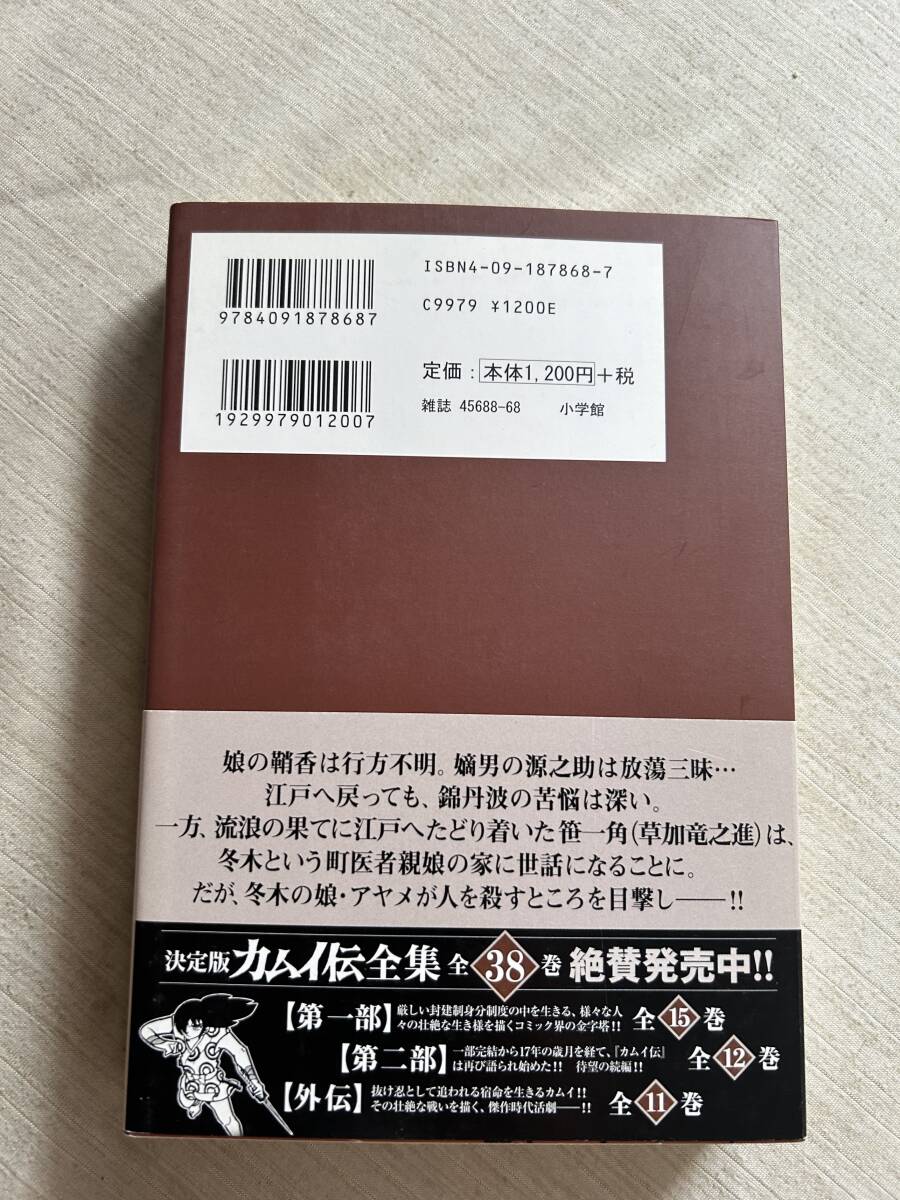 ISBN4-09-187868-7
9784091878687
C9979 ¥1200E
定価：本体1,200円＋税
1929979012007
雑誌 45688-68 小学館
娘の鞘香は行方不明。嫡男の源之助は放蕩三昧…
江戸へ戻っても、錦丹波の苦悩は深い。
一方、流浪の果てに江戸へたどり着いた笹一角（草加竜之進）は、
冬木という町医者親娘の家に世話になることに。
だが、冬木の娘・アヤメが人を殺すところを目撃し――!!
決定版カムイ伝全集 全38巻 絶賛発売中!!
【第一部】厳しい封建制身分制度の中を生きる、様々な人
々の壮絶な生き様を描くコミック界の金字塔!! 全15巻
【第二部】一部完結から17年の歳月を経て、『カムイ伝』
は再び語られ始めた!! 待望の続編!! 全12巻
【外伝】抜け忍として追われる宿命を生きるカムイ!!
その壮絶な戦いを描く、傑作時代活劇――!! 全11巻